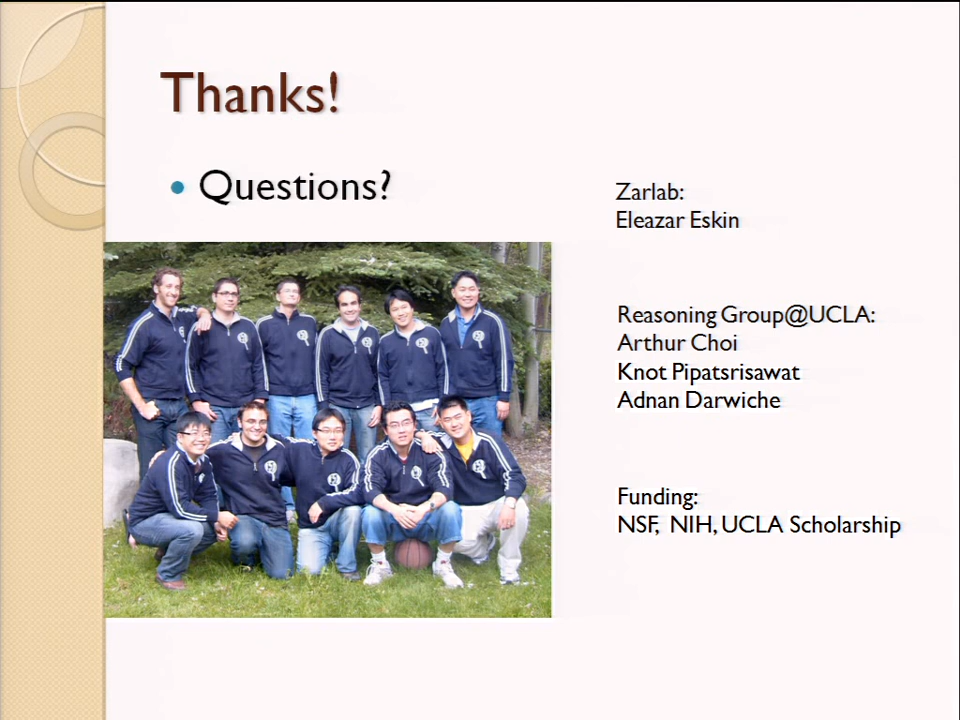 Thanks!
Questions?
Zarlab:
Eleazar Eskin
Reasoning Group@UCLA:
Arthur Choi
Knot Pipatsrisawat
Adnan Darwiche
Funding:
NSF, NIH, UCLA Scholarship